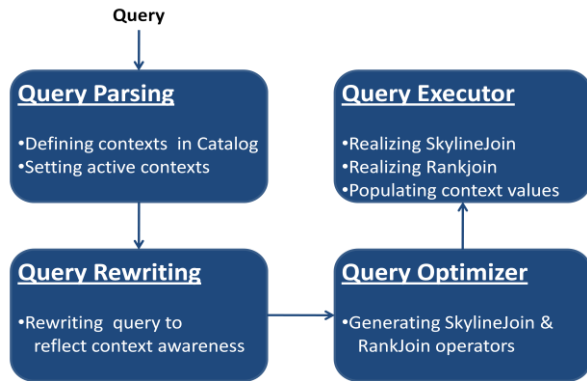 Query
Query Parsing
•Defining contexts in Catalog
•Setting active contexts
Query Rewriting
•Rewriting query to
reflect context awareness
Query Optimizer
•Generating SkylineJoin &
RankJoin operators
Query Executor
•Realizing SkylineJoin
•Realizing Rankjoin
•Populating context values